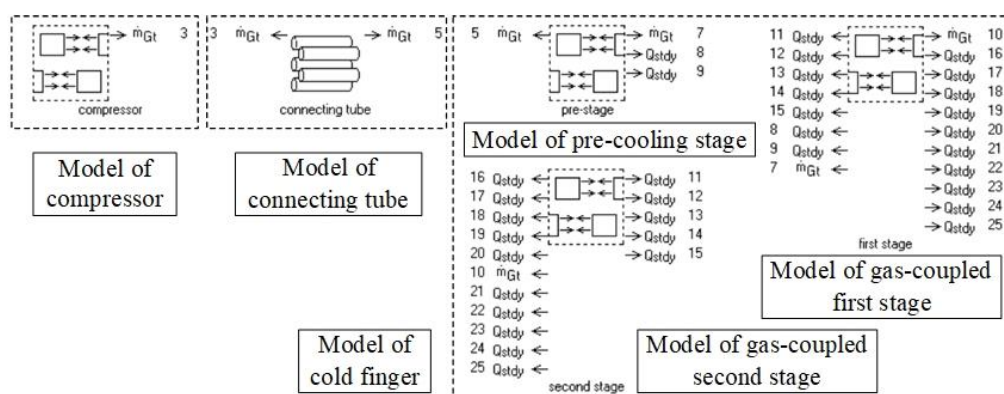 ṁGt 3
compressor
Model of
compressor
3 ṁGt
ṁGt 5
connecting tube
Model of
connecting tube
5 ṁGt
ṁGt 7
Qstdy 8
Qstdy 9
pre-stage
Model of pre-cooling stage
11 Qstdy
12 Qstdy
13 Qstdy
14 Qstdy
15 Qstdy
8 Qstdy
9 Qstdy
7 ṁGt
ṁGt 10
Qstdy 16
Qstdy 17
Qstdy 18
Qstdy 19
Qstdy 20
Qstdy 21
Qstdy 22
Qstdy 23
Qstdy 24
Qstdy 25
first stage
Model of gas-coupled
first stage
16 Qstdy
17 Qstdy
18 Qstdy
19 Qstdy
20 Qstdy
10 ṁGt
21 Qstdy
22 Qstdy
23 Qstdy
24 Qstdy
25 Qstdy
Qstdy 11
Qstdy 12
Qstdy 13
Qstdy 14
Qstdy 15
second stage
Model of gas-coupled
second stage
Model of
cold finger